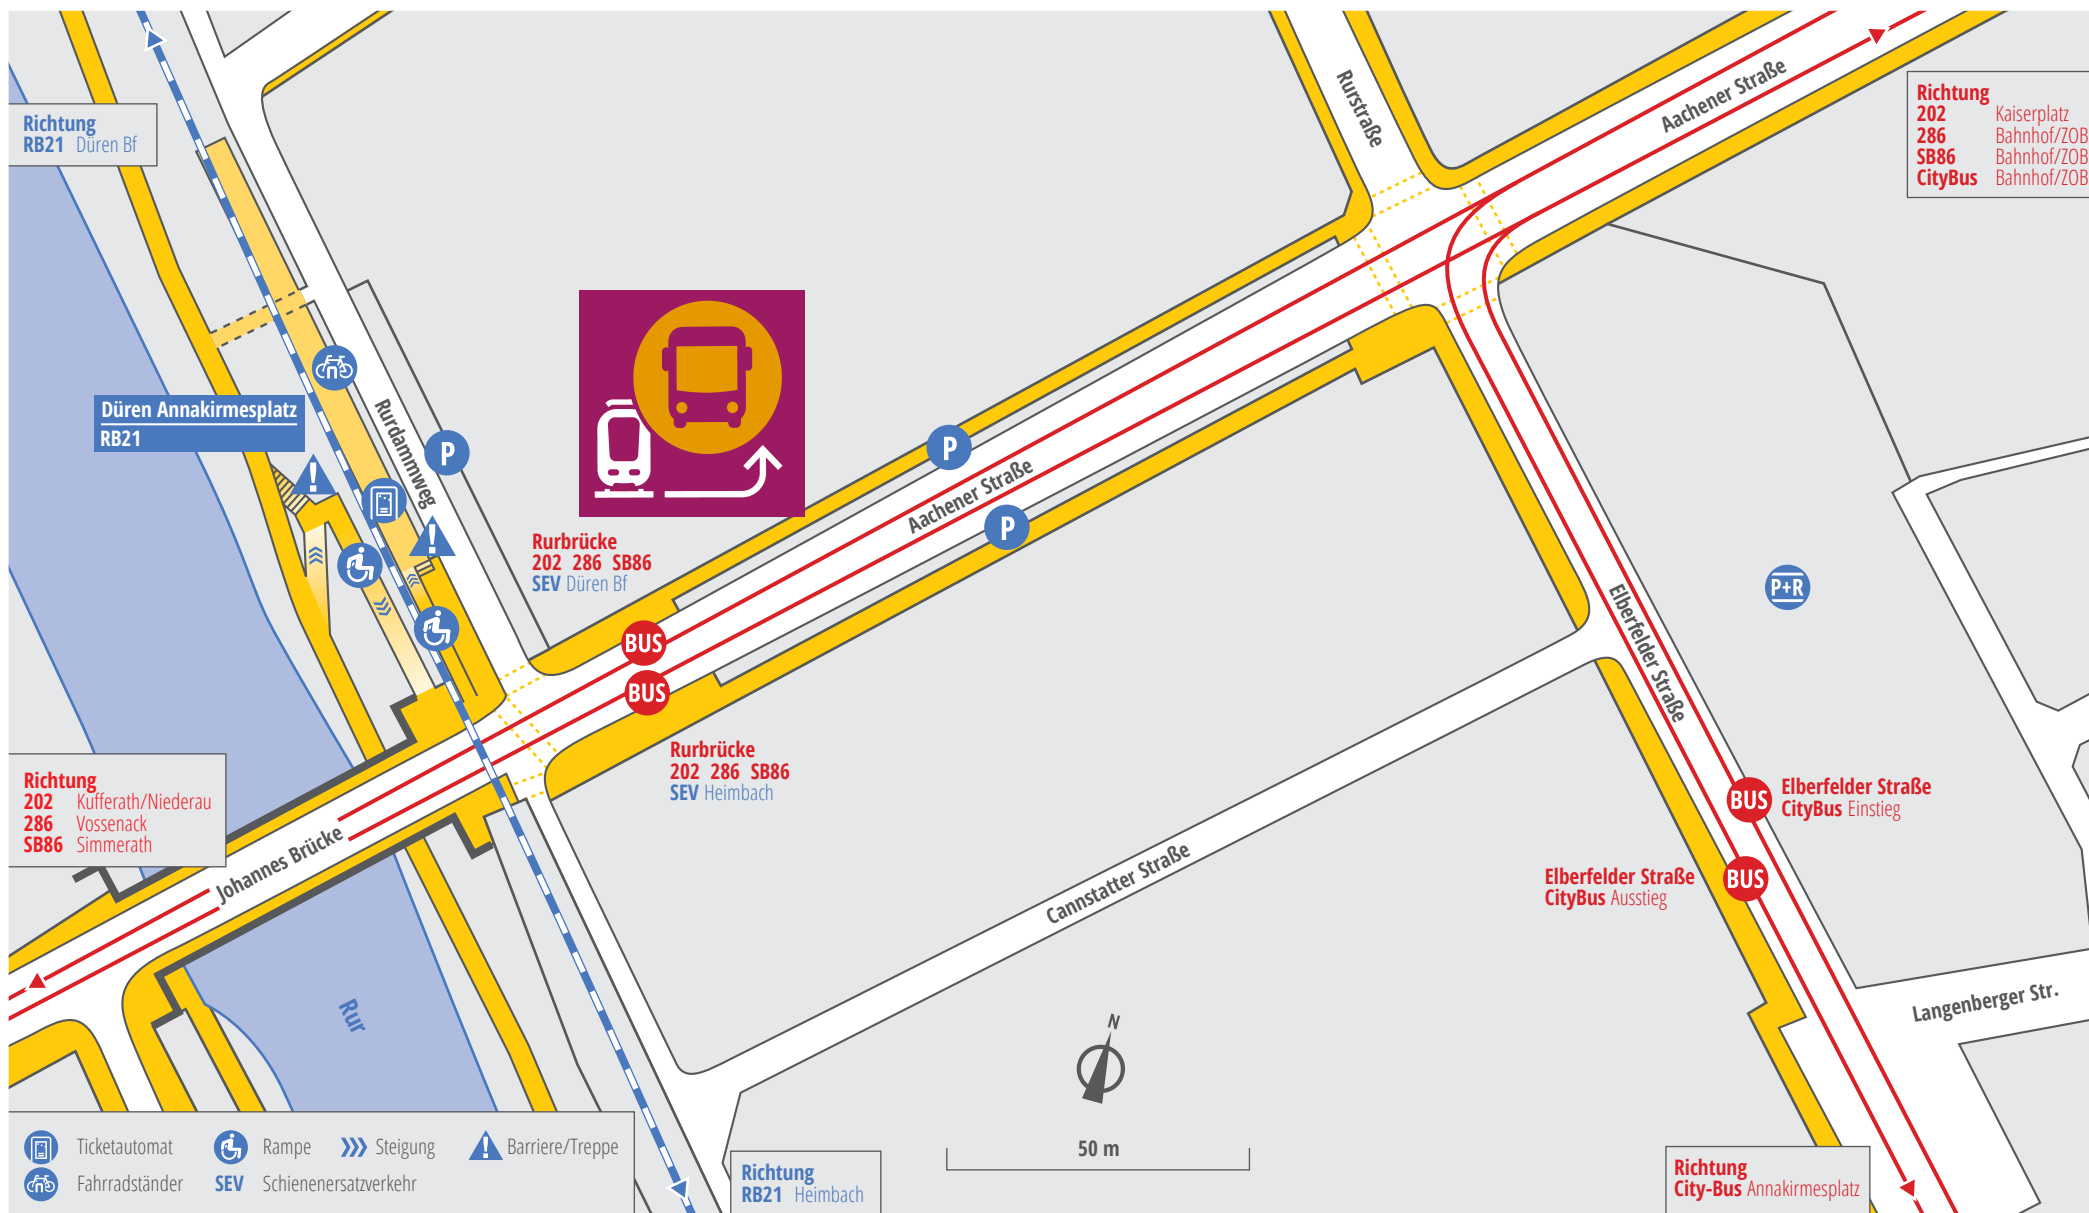 Richtung
RB21 Düren Bf
Rurstraße
Aachener Straße
Richtung
202 Kaiserplatz
286 Bahnhof/ZOB
SB86 Bahnhof/ZOB
CityBus Bahnhof/ZOB
Düren Annakirmesplatz
RB21
Rurdammweg
P
P
Aachener Straße
P
Rurbrücke
202 286 SB86
SEV Düren Bf
P+R
Elberfelder Straße
BUS
BUS
Rurbrücke
202 286 SB86
SEV Heimbach
Richtung
202 Kufferath/Niederau
286 Vossenack
SB86 Simmerath
Johannes Brücke
BUS
Elberfelder Straße
CityBus Einstieg
Elberfelder Straße
CityBus Ausstieg
BUS
Cannstatter Straße
Rur
Langenberger Str.
N
50 m
Ticketautomat
Rampe
Steigung
Barriere/Treppe
Fahrradständer
SEV Schienenersatzverkehr
Richtung
RB21 Heimbach
Richtung
City-Bus Annakirmesplatz